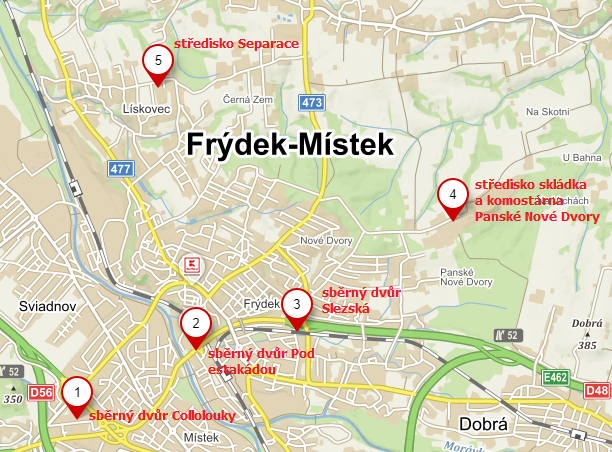 5
středisko Separace
Lískovec
Černá Zem
473
Na Skotni
Frýdek-Místek
U Bahna
477
4
středisko skládka
a komostárna
Panské Nové Dvory
Nové Dvory
Panské
Nové Dvory
K
Sviadnov
Frýdek
3
sběrný dvůr
Slezská
2
sběrný dvůr Pod
estakádou
52
Dobrá
385
52
350
D56
E462
D48
1
sběrný dvůr Collolouky
Místek
Dobrá
Morávka